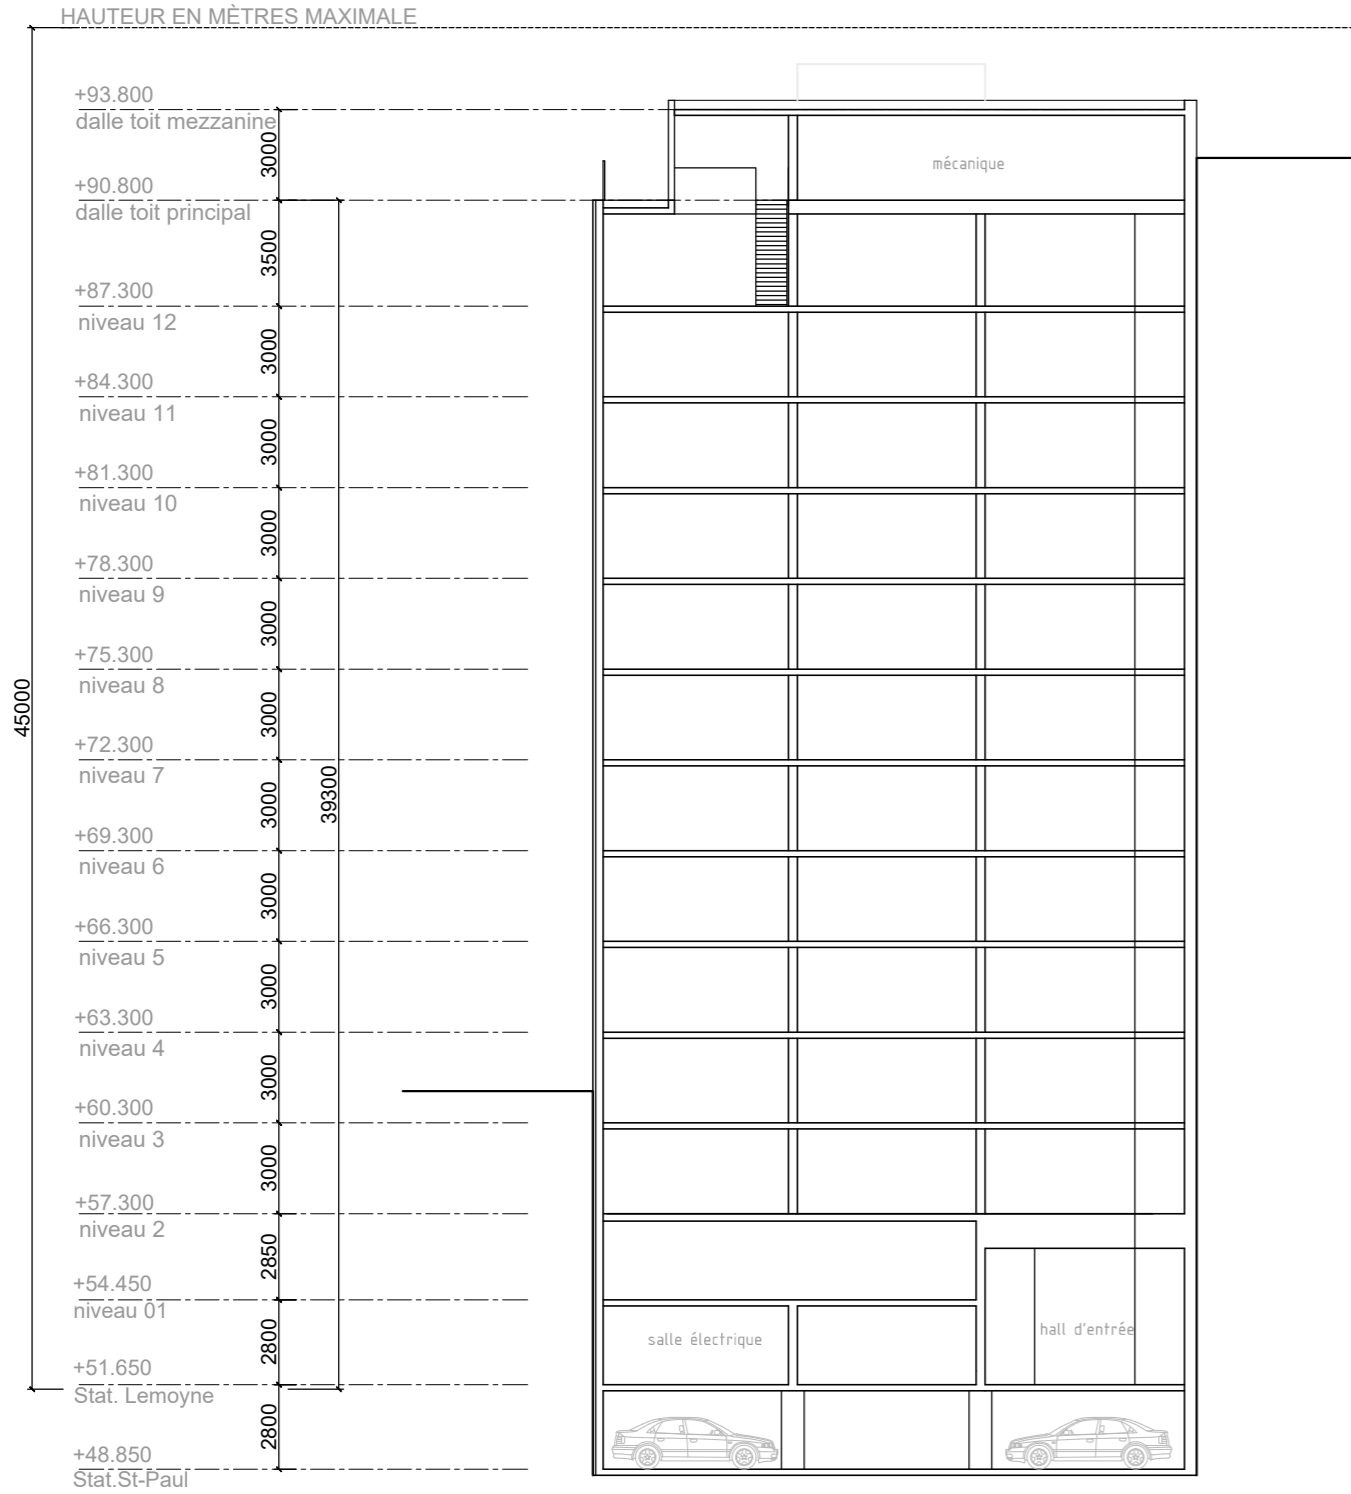 HAUTEUR EN MÈTRES MAXIMALE
+93.800
dalle toit mezzanine
3000
mécanique
+90.800
dalle toit principal
3500
+87.300
niveau 12
3000
+84.300
niveau 11
3000
+81.300
niveau 10
3000
+78.300
niveau 9
3000
+75.300
niveau 8
45000
3000
+72.300
niveau 7
3000
39300
+69.300
niveau 6
3000
+66.300
niveau 5
3000
+63.300
niveau 4
3000
+60.300
niveau 3
3000
+57.300
niveau 2
2850
+54.450
niveau 01
2800
salle électrique
hall d'entrée
+51.650
Stat. Lemoyne
2800
+48.850
Stat.St-Paul